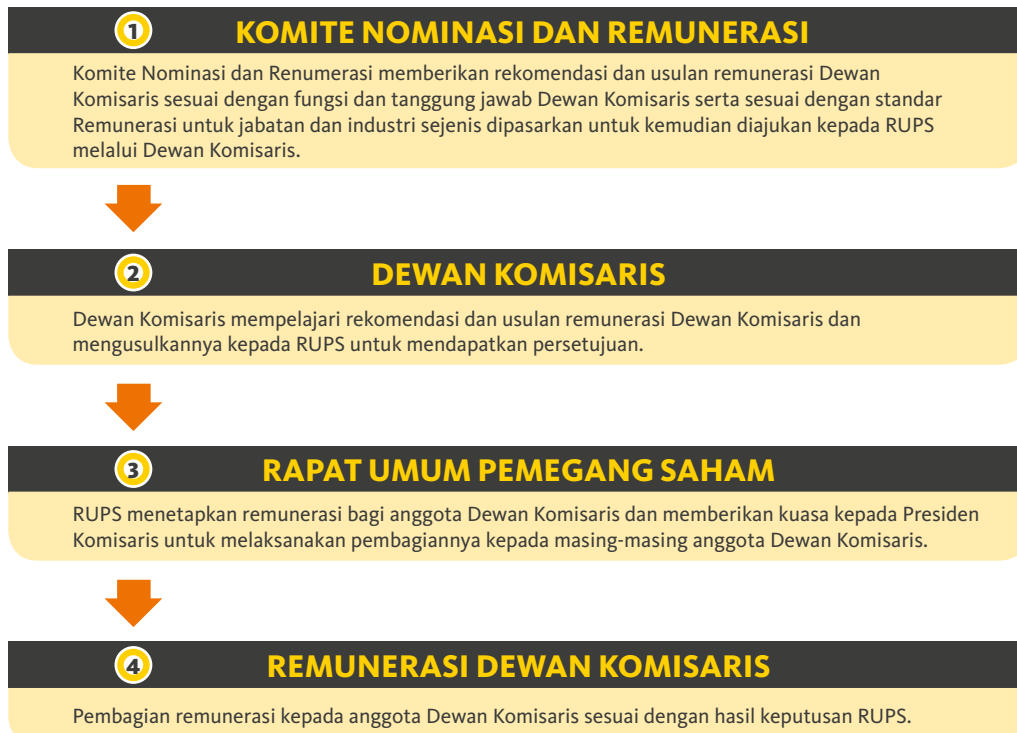 1 KOMITE NOMINASI DAN REMUNERASI
Komite Nominasi dan Renumerasi memberikan rekomendasi dan usulan remunerasi Dewan
Komisaris sesuai dengan fungsi dan tanggung jawab Dewan Komisaris serta sesuai dengan standar
Remunerasi untuk jabatan dan industri sejenis dipasarkan untuk kemudian diajukan kepada RUPS
melalui Dewan Komisaris.
2 DEWAN KOMISARIS
Dewan Komisaris mempelajari rekomendasi dan usulan remunerasi Dewan Komisaris dan
mengusulkannya kepada RUPS untuk mendapatkan persetujuan.
3 RAPAT UMUM PEMEGANG SAHAM
RUPS menetapkan remunerasi bagi anggota Dewan Komisaris dan memberikan kuasa kepada Presiden
Komisaris untuk melaksanakan pembagiannya kepada masing-masing anggota Dewan Komisaris.
4 REMUNERASI DEWAN KOMISARIS
Pembagian remunerasi kepada anggota Dewan Komisaris sesuai dengan hasil keputusan RUPS.